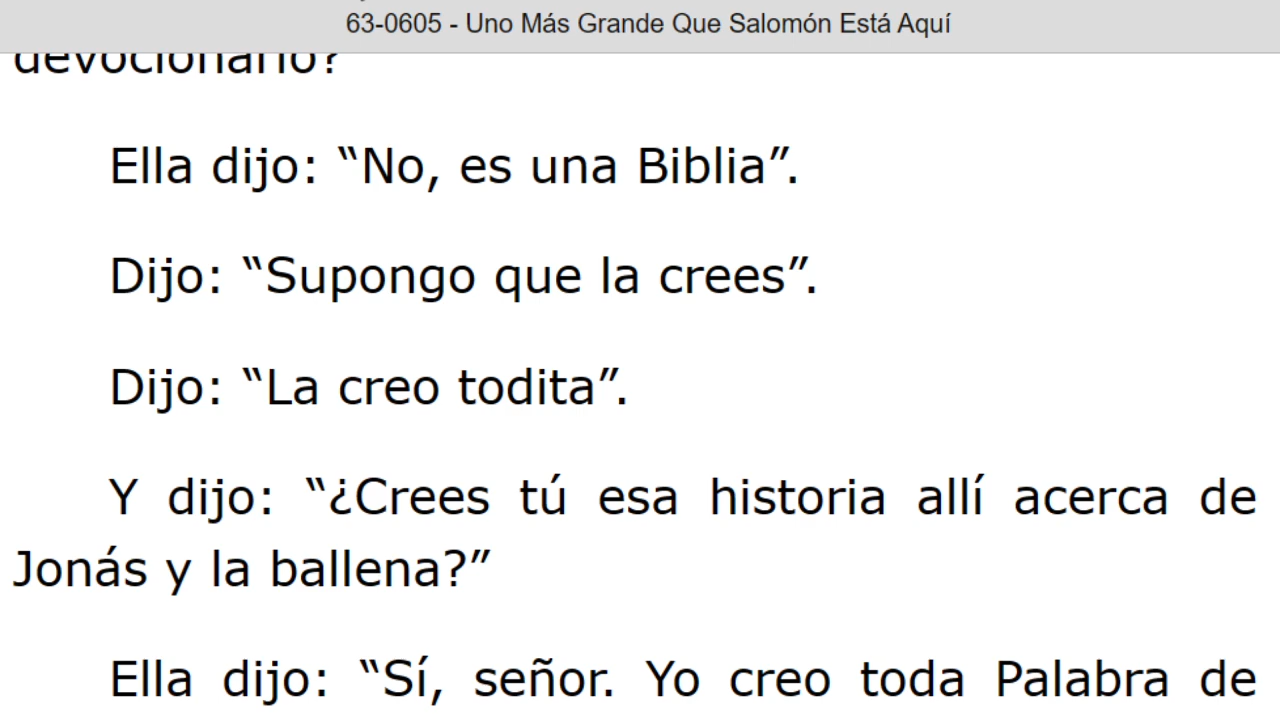 63-0605 - Uno Más Grande Que Salomón Está Aquí
devocionario?
Ella dijo: “No, es una Biblia”.
Dijo: “Supongo que la crees”.
Dijo: “La creo todita”.
Y dijo: “¿Crees tú esa historia allí acerca de
Jonás y la ballena?”
Ella dijo: “Sí, señor. Yo creo toda Palabra de